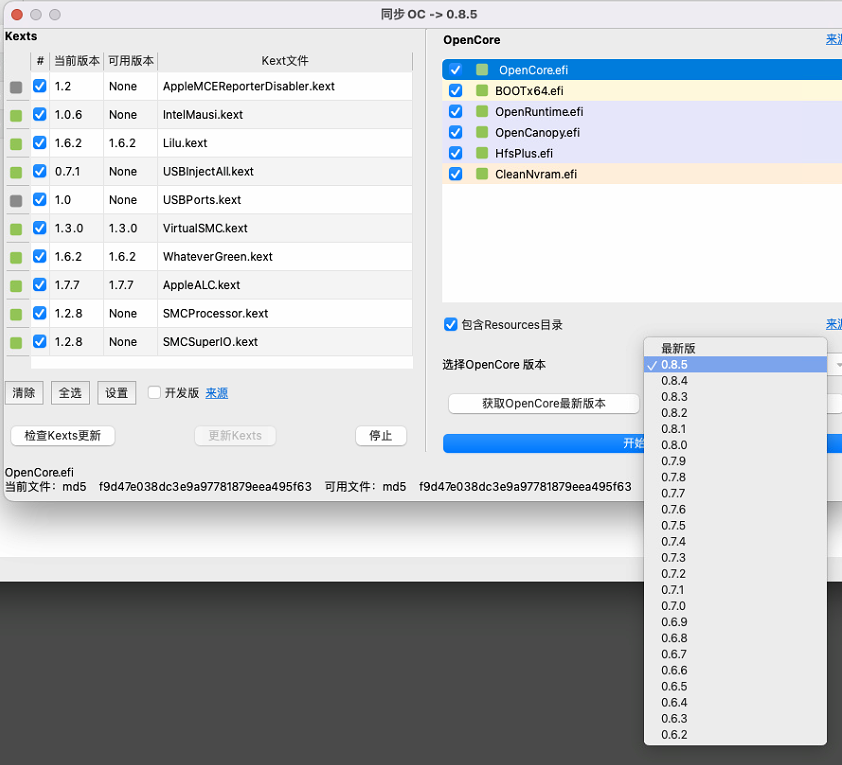 同步 OC -> 0.8.5
Kexts
# 当前版本 可用版本 Kext文件
1.2 None AppleMCEReporterDisabler.kext
1.0.6 None IntelMausi.kext
1.6.2 1.6.2 Lilu.kext
0.7.1 None USBInjectAll.kext
1.0 None USBPorts.kext
1.3.0 1.3.0 VirtualSMC.kext
1.6.2 1.6.2 WhateverGreen.kext
1.7.7 1.7.7 AppleALC.kext
1.2.8 None SMCProcessor.kext
1.2.8 None SMCSuperIO.kext
清除 全选 设置 开发版 来源
检查Kexts更新 更新Kexts 停止
OpenCore 来源
OpenCore.efi
BOOTx64.efi
OpenRuntime.efi
OpenCanopy.efi
HfsPlus.efi
CleanNvram.efi
包含Resources目录 来源
选择OpenCore 版本
获取OpenCore最新版本
开始
最新版
0.8.5
0.8.4
0.8.3
0.8.2
0.8.1
0.8.0
0.7.9
0.7.8
0.7.7
0.7.6
0.7.5
0.7.4
0.7.3
0.7.2
0.7.1
0.7.0
0.6.9
0.6.8
0.6.7
0.6.6
0.6.5
0.6.4
0.6.3
0.6.2
OpenCore.efi
当前文件：md5 f9d47e038dc3e9a97781879eea495f63 可用文件：md5 f9d47e038dc3e9a97781879eea495f63